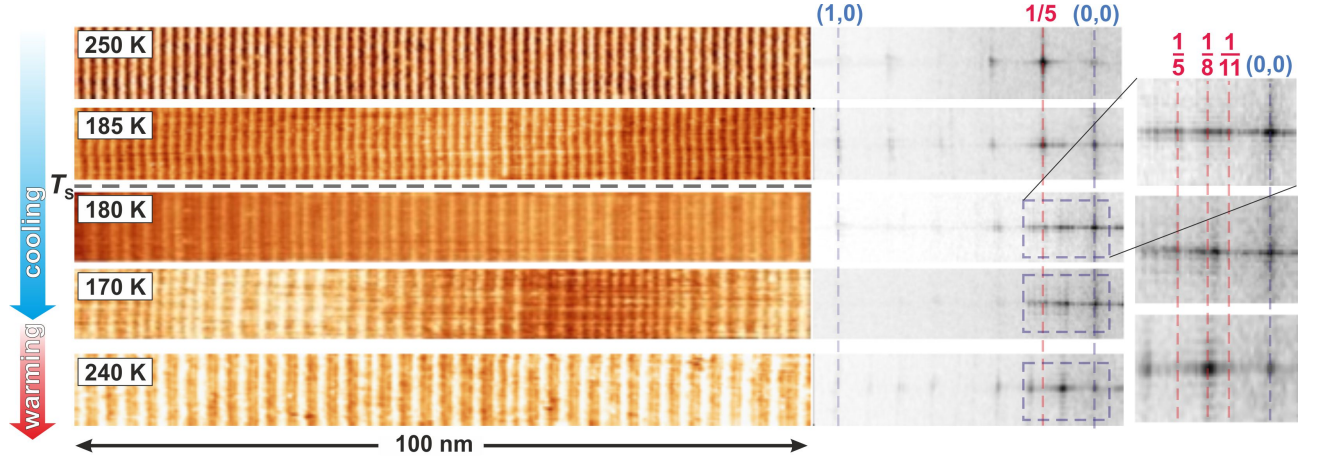 (1,0) 1/5 (0,0)
250 K
1/5 1/8 1/11 (0,0)
185 K
TS
180 K
cooling
170 K
warming
240 K
100 nm